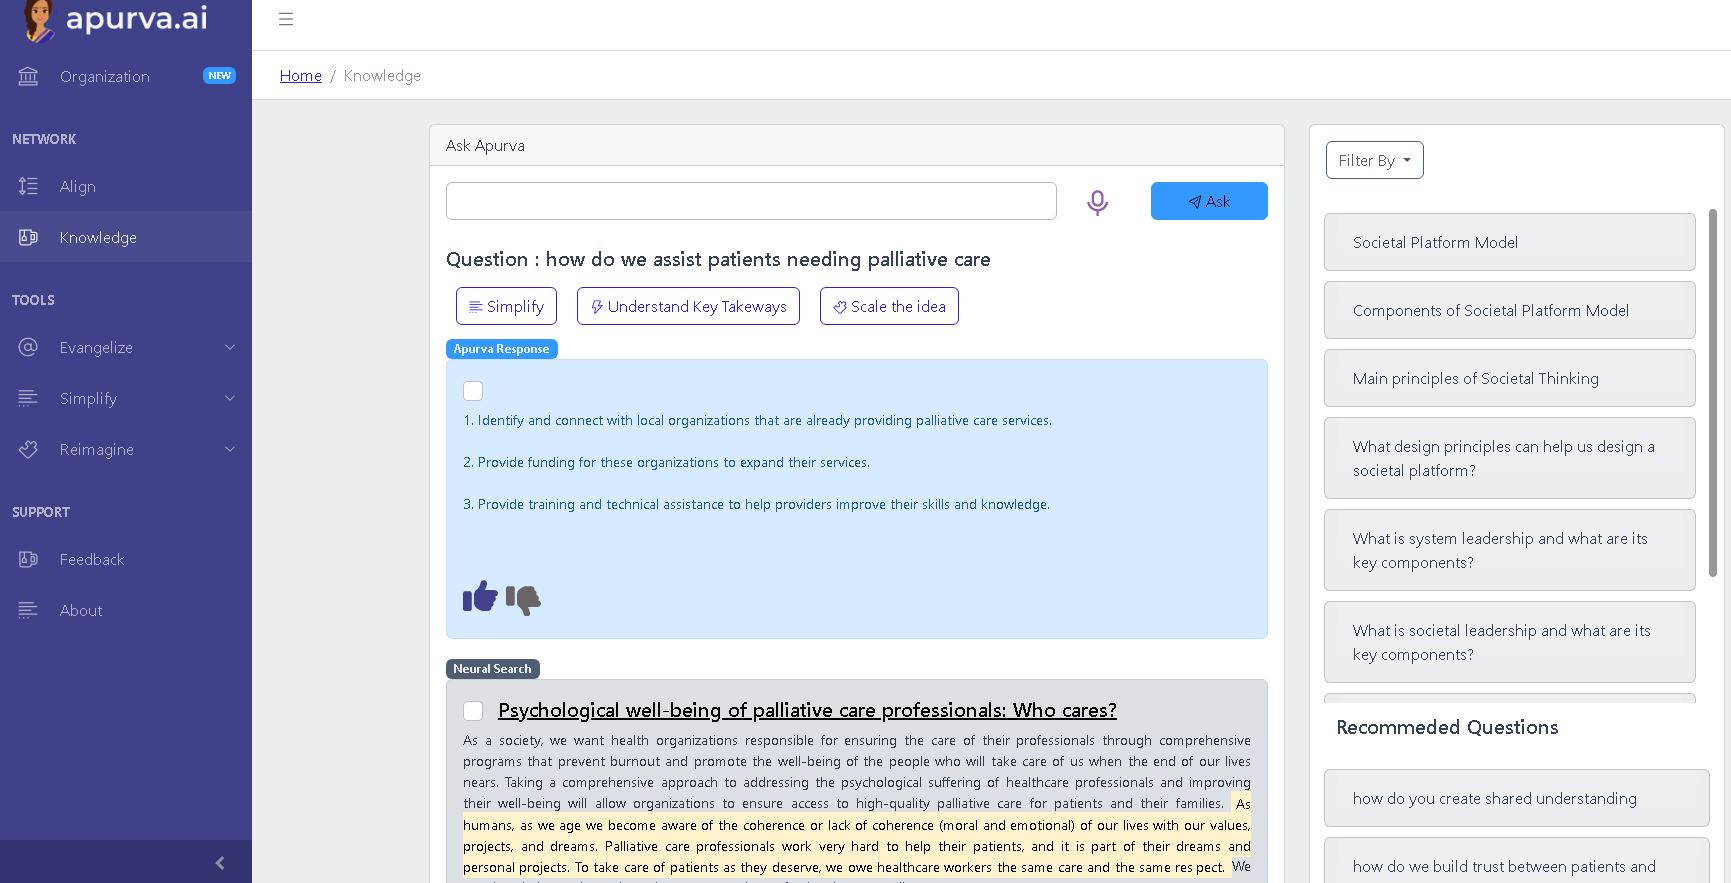 apurva.ai
Organization NEW
NETWORK
Align
Knowledge
TOOLS
Evangelize
Simplify
Reimagine
SUPPORT
Feedback
About
Home / Knowledge
Ask Apurva
Ask
Question : how do we assist patients needing palliative care
Simplify
Understand Key Takeways
Scale the idea
Apurva Response
1. Identify and connect with local organizations that are already providing palliative care services.
2. Provide funding for these organizations to expand their services.
3. Provide training and technical assistance to help providers improve their skills and knowledge.
Neural Search
Psychological well-being of palliative care professionals: Who cares?
As a society, we want health organizations responsible for ensuring the care of their professionals through comprehensive
programs that prevent burnout and promote the well-being of the people who will take care of us when the end of our lives
nears. Taking a comprehensive approach to addressing the psychological suffering of healthcare professionals and improving
their well-being will allow organizations to ensure access to high-quality palliative care for patients and their families. As
humans, as we age we become aware of the coherence or lack of coherence (moral and emotional) of our lives with our values,
projects, and dreams. Palliative care professionals work very hard to help their patients, and it is part of their dreams and
personal projects. To take care of patients as they deserve, we owe healthcare workers the same care and the same respect. We
Filter By
Societal Platform Model
Components of Societal Platform Model
Main principles of Societal Thinking
What design principles can help us design a
societal platform?
What is system leadership and what are its
key components?
What is societal leadership and what are its
key components?
Recommeded Questions
how do you create shared understanding
how do we build trust between patients and